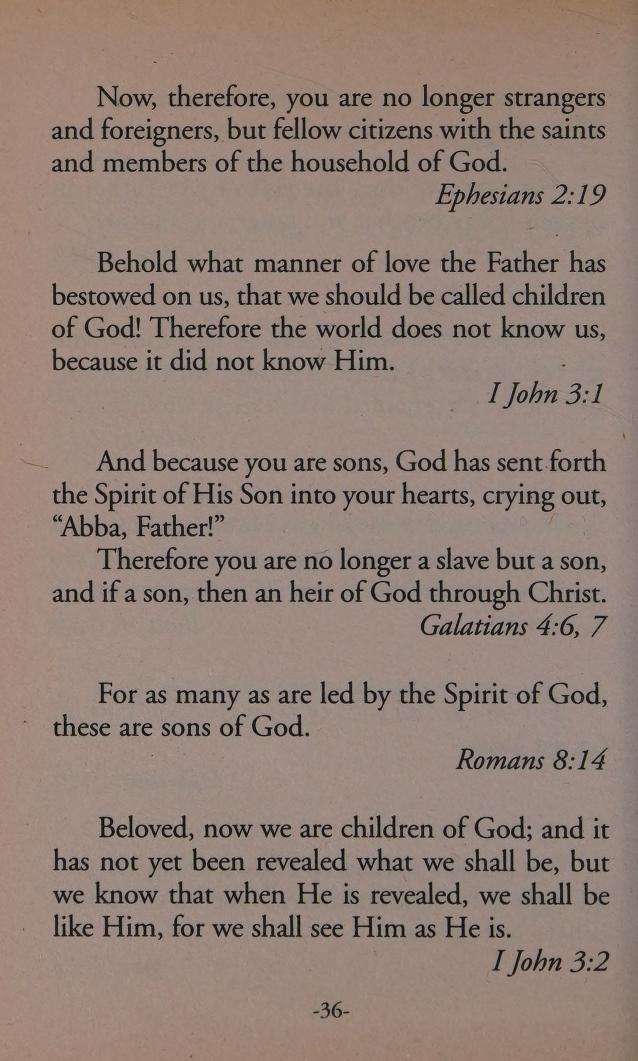 Now, therefore, you are no longer strangers
and foreigners, but fellow citizens with the saints
and members of the household of God.
Ephesians 2:19
Behold what manner of love the Father has
bestowed on us, that we should be called children
of God! Therefore the world does not know us,
because it did not know Him.
I John 3:1
And because you are sons, God has sent forth
the Spirit of His Son into your hearts, crying out,
“Abba, Father!”
Therefore you are no longer a slave but a son,
and if a son, then an heir of God through Christ.
Galatians 4:6, 7
For as many as are led by the Spirit of God,
these are sons of God.
Romans 8:14
Beloved, now we are children of God; and it
has not yet been revealed what we shall be, but
we know that when He is revealed, we shall be
like Him, for we shall see Him as He is.
I John 3:2
-36-